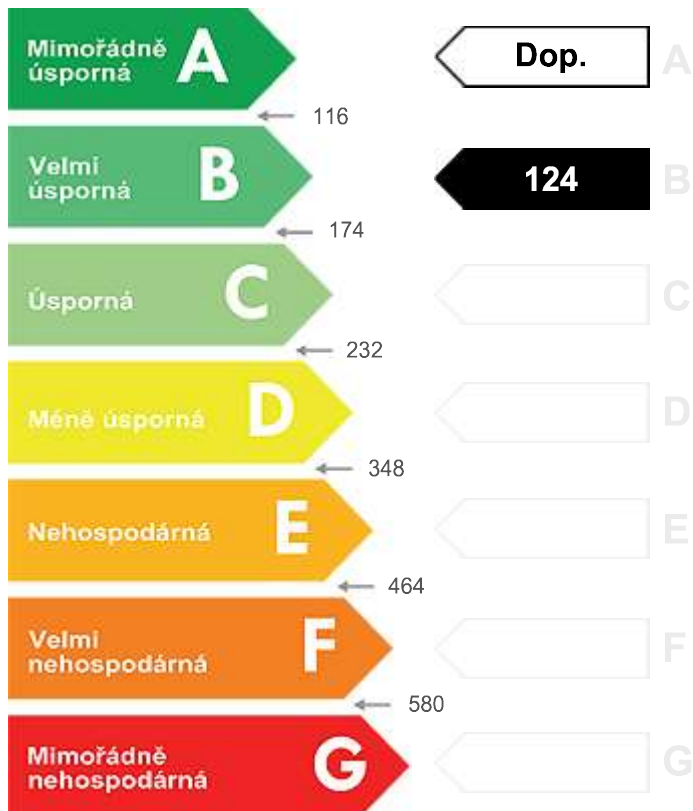 Mimořádně
úsporná
A
Dop.
A
116
Velmi
úsporná
B
124
B
174
Úsporná
C
C
232
Méně úsporná
D
D
348
Nehospodárná
E
E
464
Velmi
nehospodárná
F
F
580
Mimořádně
nehospodárná
G
G